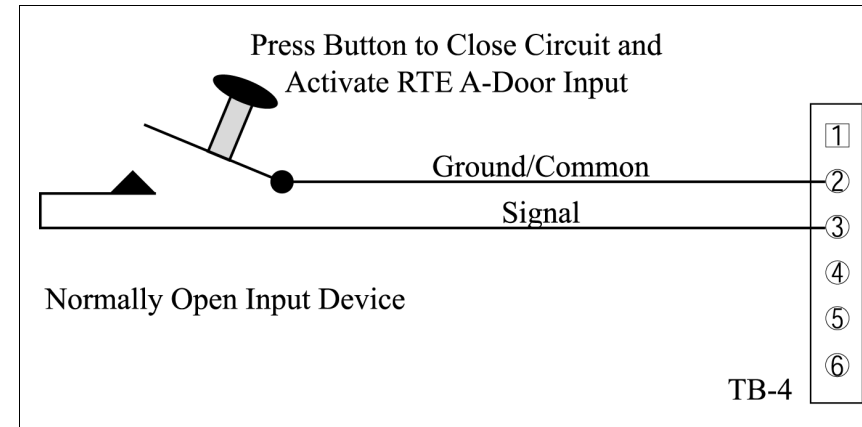 Press Button to Close Circuit and
Activate RTE A-Door Input
1
Ground/Common
2
Signal
3
4
Normally Open Input Device
5
6
TB-4